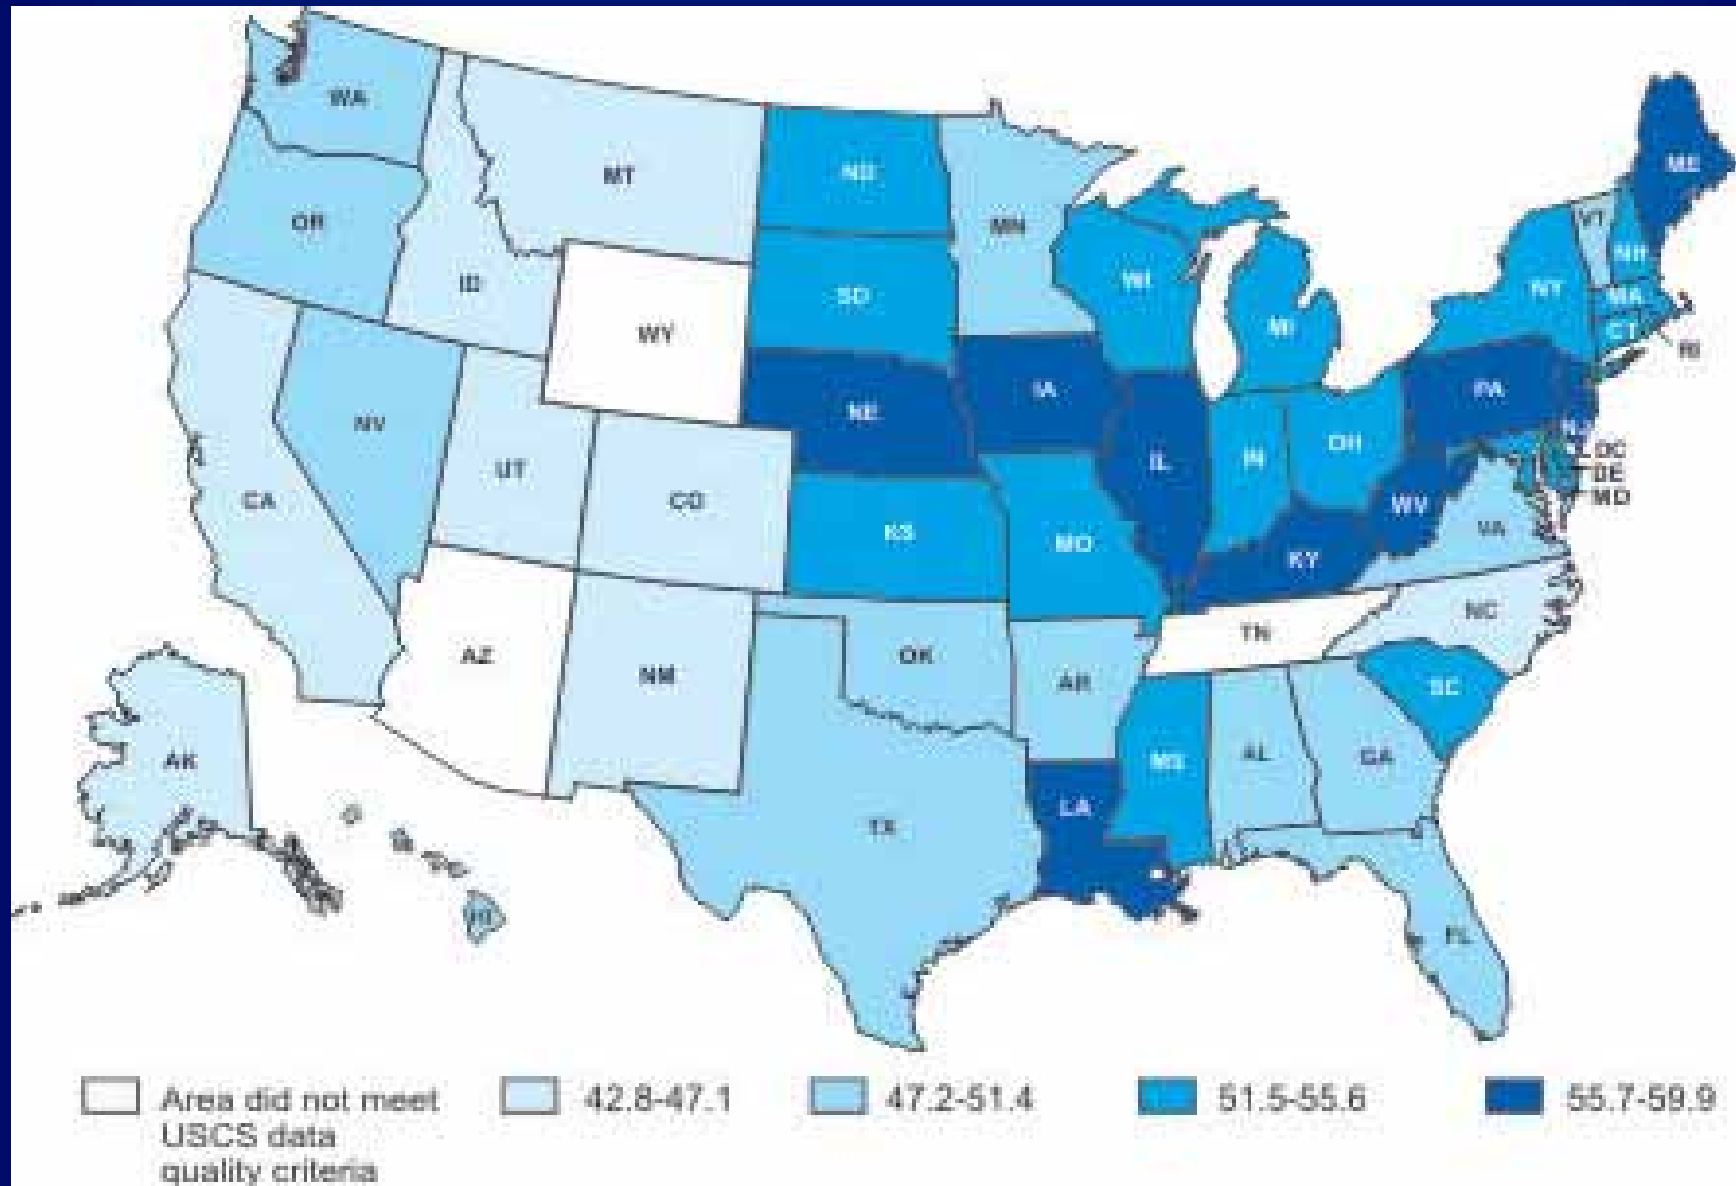 WA
MT
ND
ME
OR
MN
VT
ID
WI
NH
SD
NY
MA
WY
MI
CT
RI
IA
PA
NE
NV
OH
NJ
UT
IL
IN
DC
DE
MD
CA
CO
WV
VA
KS
MO
KY
NC
TN
AZ
OK
NM
AR
SC
AL
GA
MS
AK
LA
TX
HI
FL
Area did not meet
USCS data
quality criteria
42.8-47.1
47.2-51.4
51.5-55.6
55.7-59.9